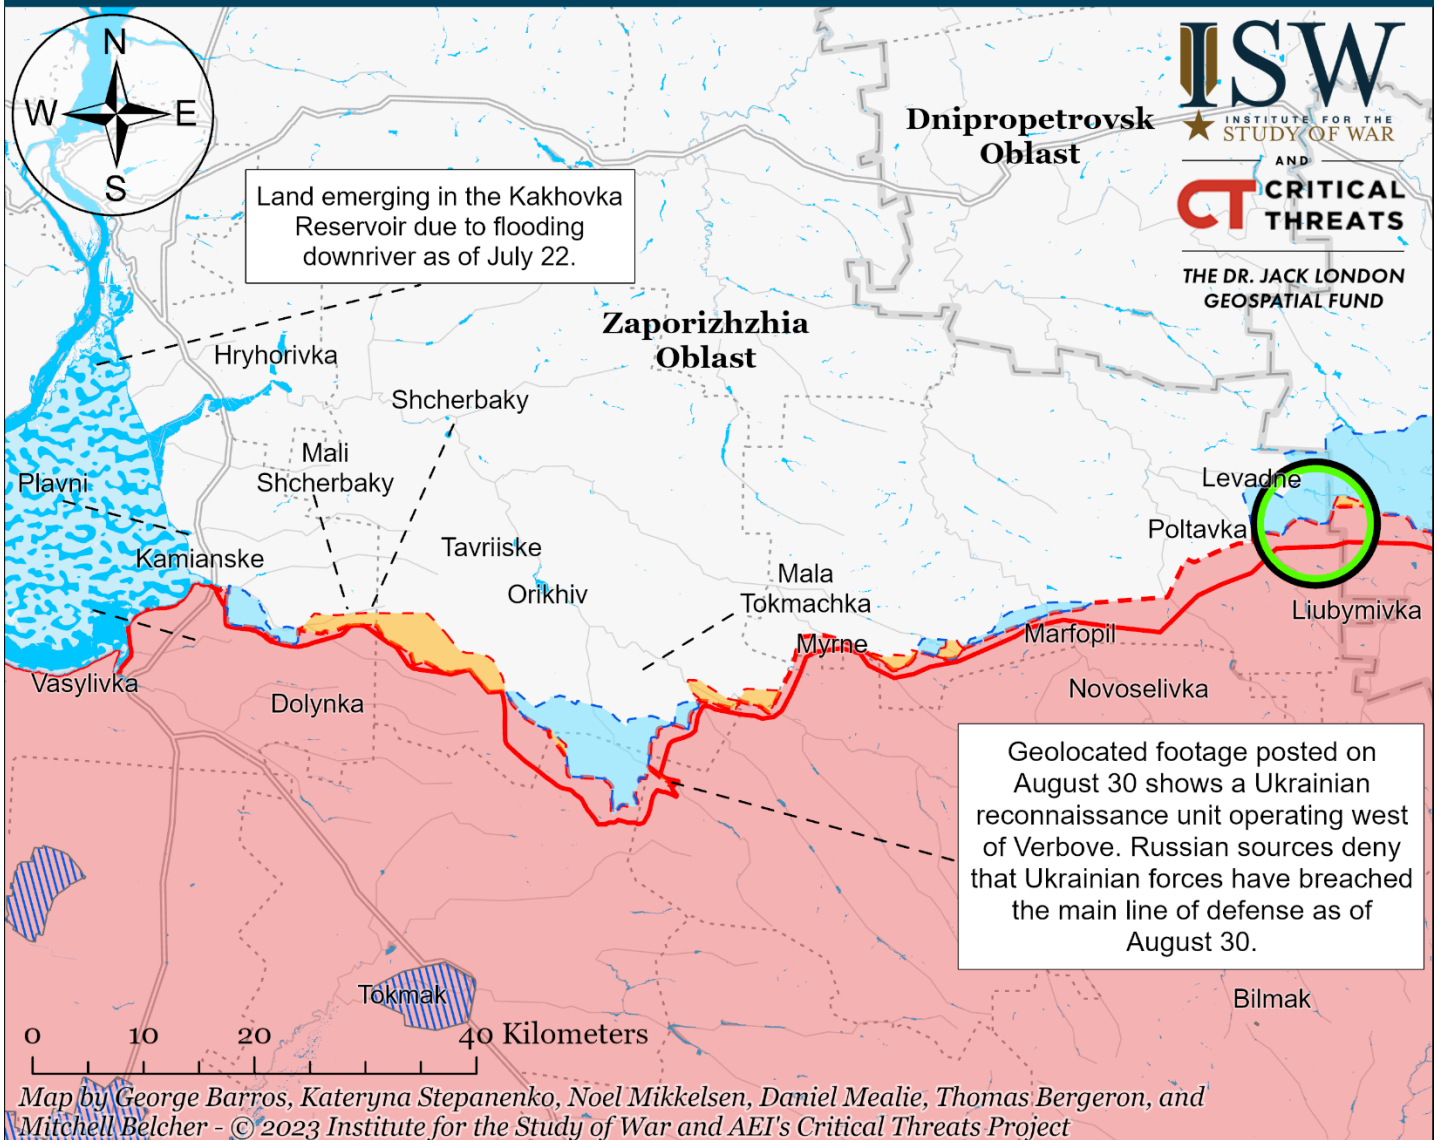 N
W E
S
ISW
INSTITUTE FOR THE
STUDY OF WAR
AND
CT CRITICAL
THREATS
THE DR. JACK LONDON
GEOSPATIAL FUND
Dnipropetrovsk
Oblast
Land emerging in the Kakhovka
Reservoir due to flooding
downriver as of July 22.
Zaporizhzhia
Oblast
Hryhorivka
Shcherbaky
Mali
Shcherbaky
Plavni
Levadne
Poltavka
Kamianske
Tavriiske
Orikhiv
Mala
Tokmachka
Liubymivka
Myrne
Marfopil
Vasylivka
Dolynka
Novoselivka
Geolocated footage posted on
August 30 shows a Ukrainian
reconnaissance unit operating west
of Verbove. Russian sources deny
that Ukrainian forces have breached
the main line of defense as of
August 30.
Tokmak
Bilmak
0 10 20 40 Kilometers
Map by George Barros, Kateryna Stepanenko, Noel Mikkelsen, Daniel Mealie, Thomas Bergeron, and
Mitchell Belcher - © 2023 Institute for the Study of War and AEI's Critical Threats Project